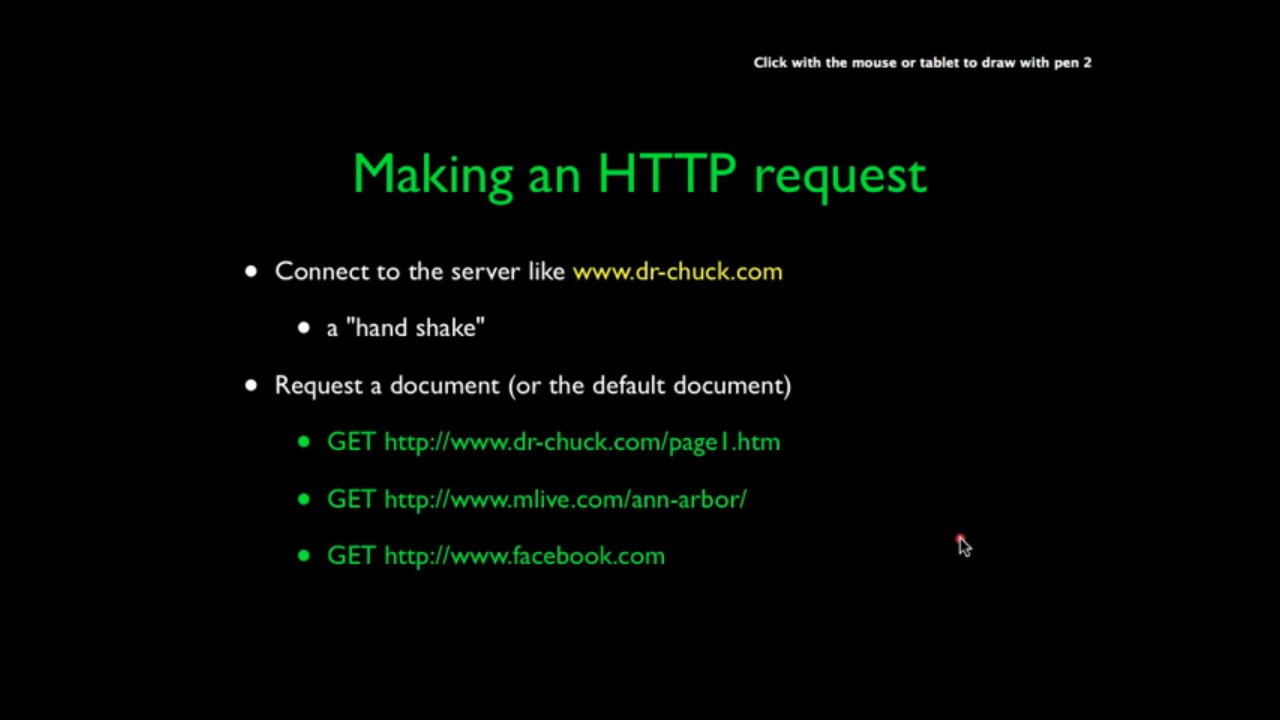 Click with the mouse or tablet to draw with pen 2
Making an HTTP request
• Connect to the server like www.dr-chuck.com
• a "hand shake"
• Request a document (or the default document)
• GET http://www.dr-chuck.com/page1.htm
• GET http://www.mlive.com/ann-arbor/
• GET http://www.facebook.com